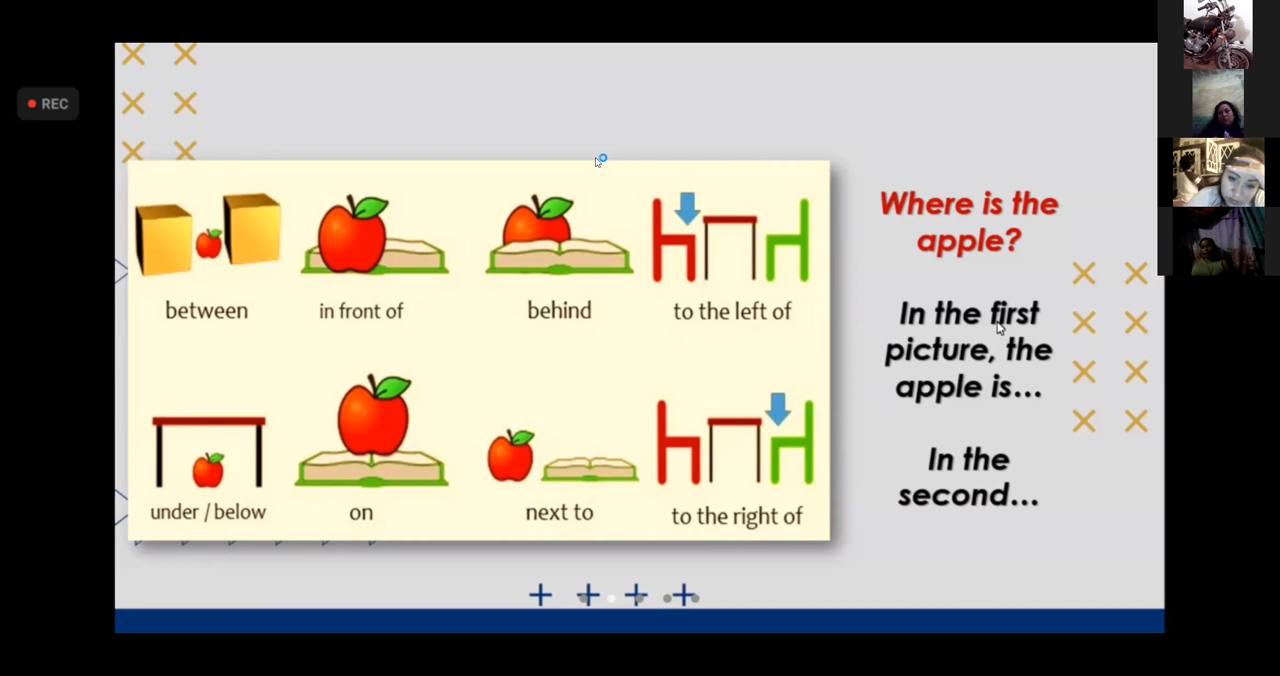 REC
between
in front of
behind
to the left of
under / below
on
next to
to the right of
Where is the
apple?
In the first
picture, the
apple is...
In the
second...